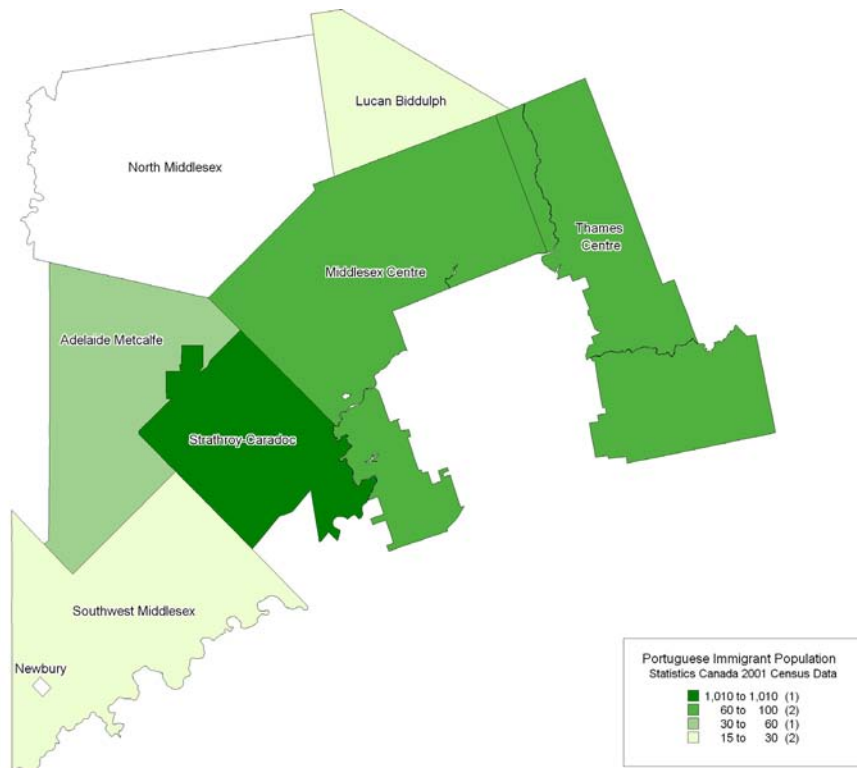 Lucan Biddulph
North Middlesex
Thames
Centre
Middlesex Centre
Adelaide Metcalfe
Strathroy-Caradoc
Southwest Middlesex
Newbury
Portuguese Immigrant Population
Statistics Canada 2001 Census Data
1,010 to 1,010 (1)
60 to 100 (2)
30 to 60 (1)
15 to 30 (2)